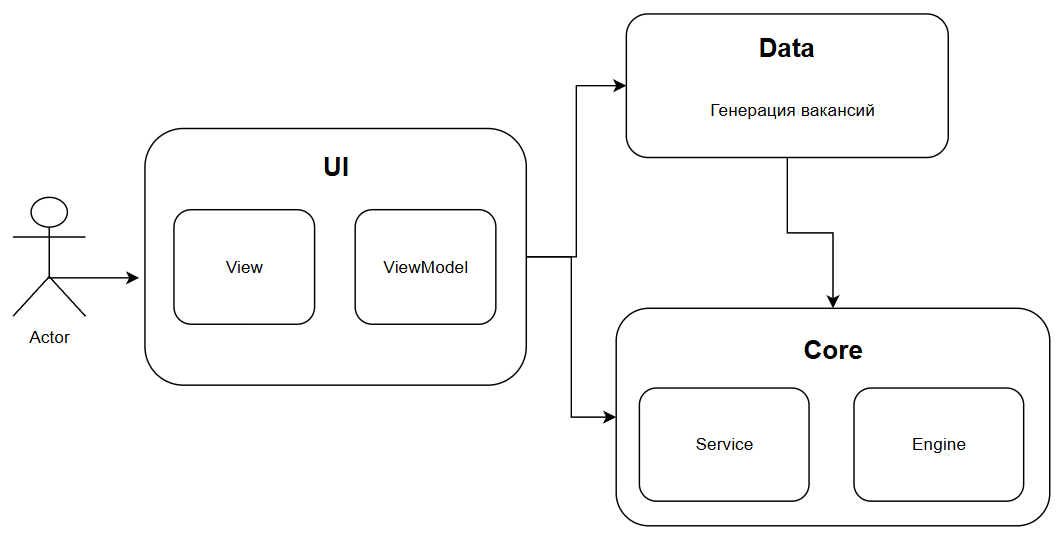 Data
Генерация вакансий
UI
View
ViewModel
Actor
Core
Service
Engine